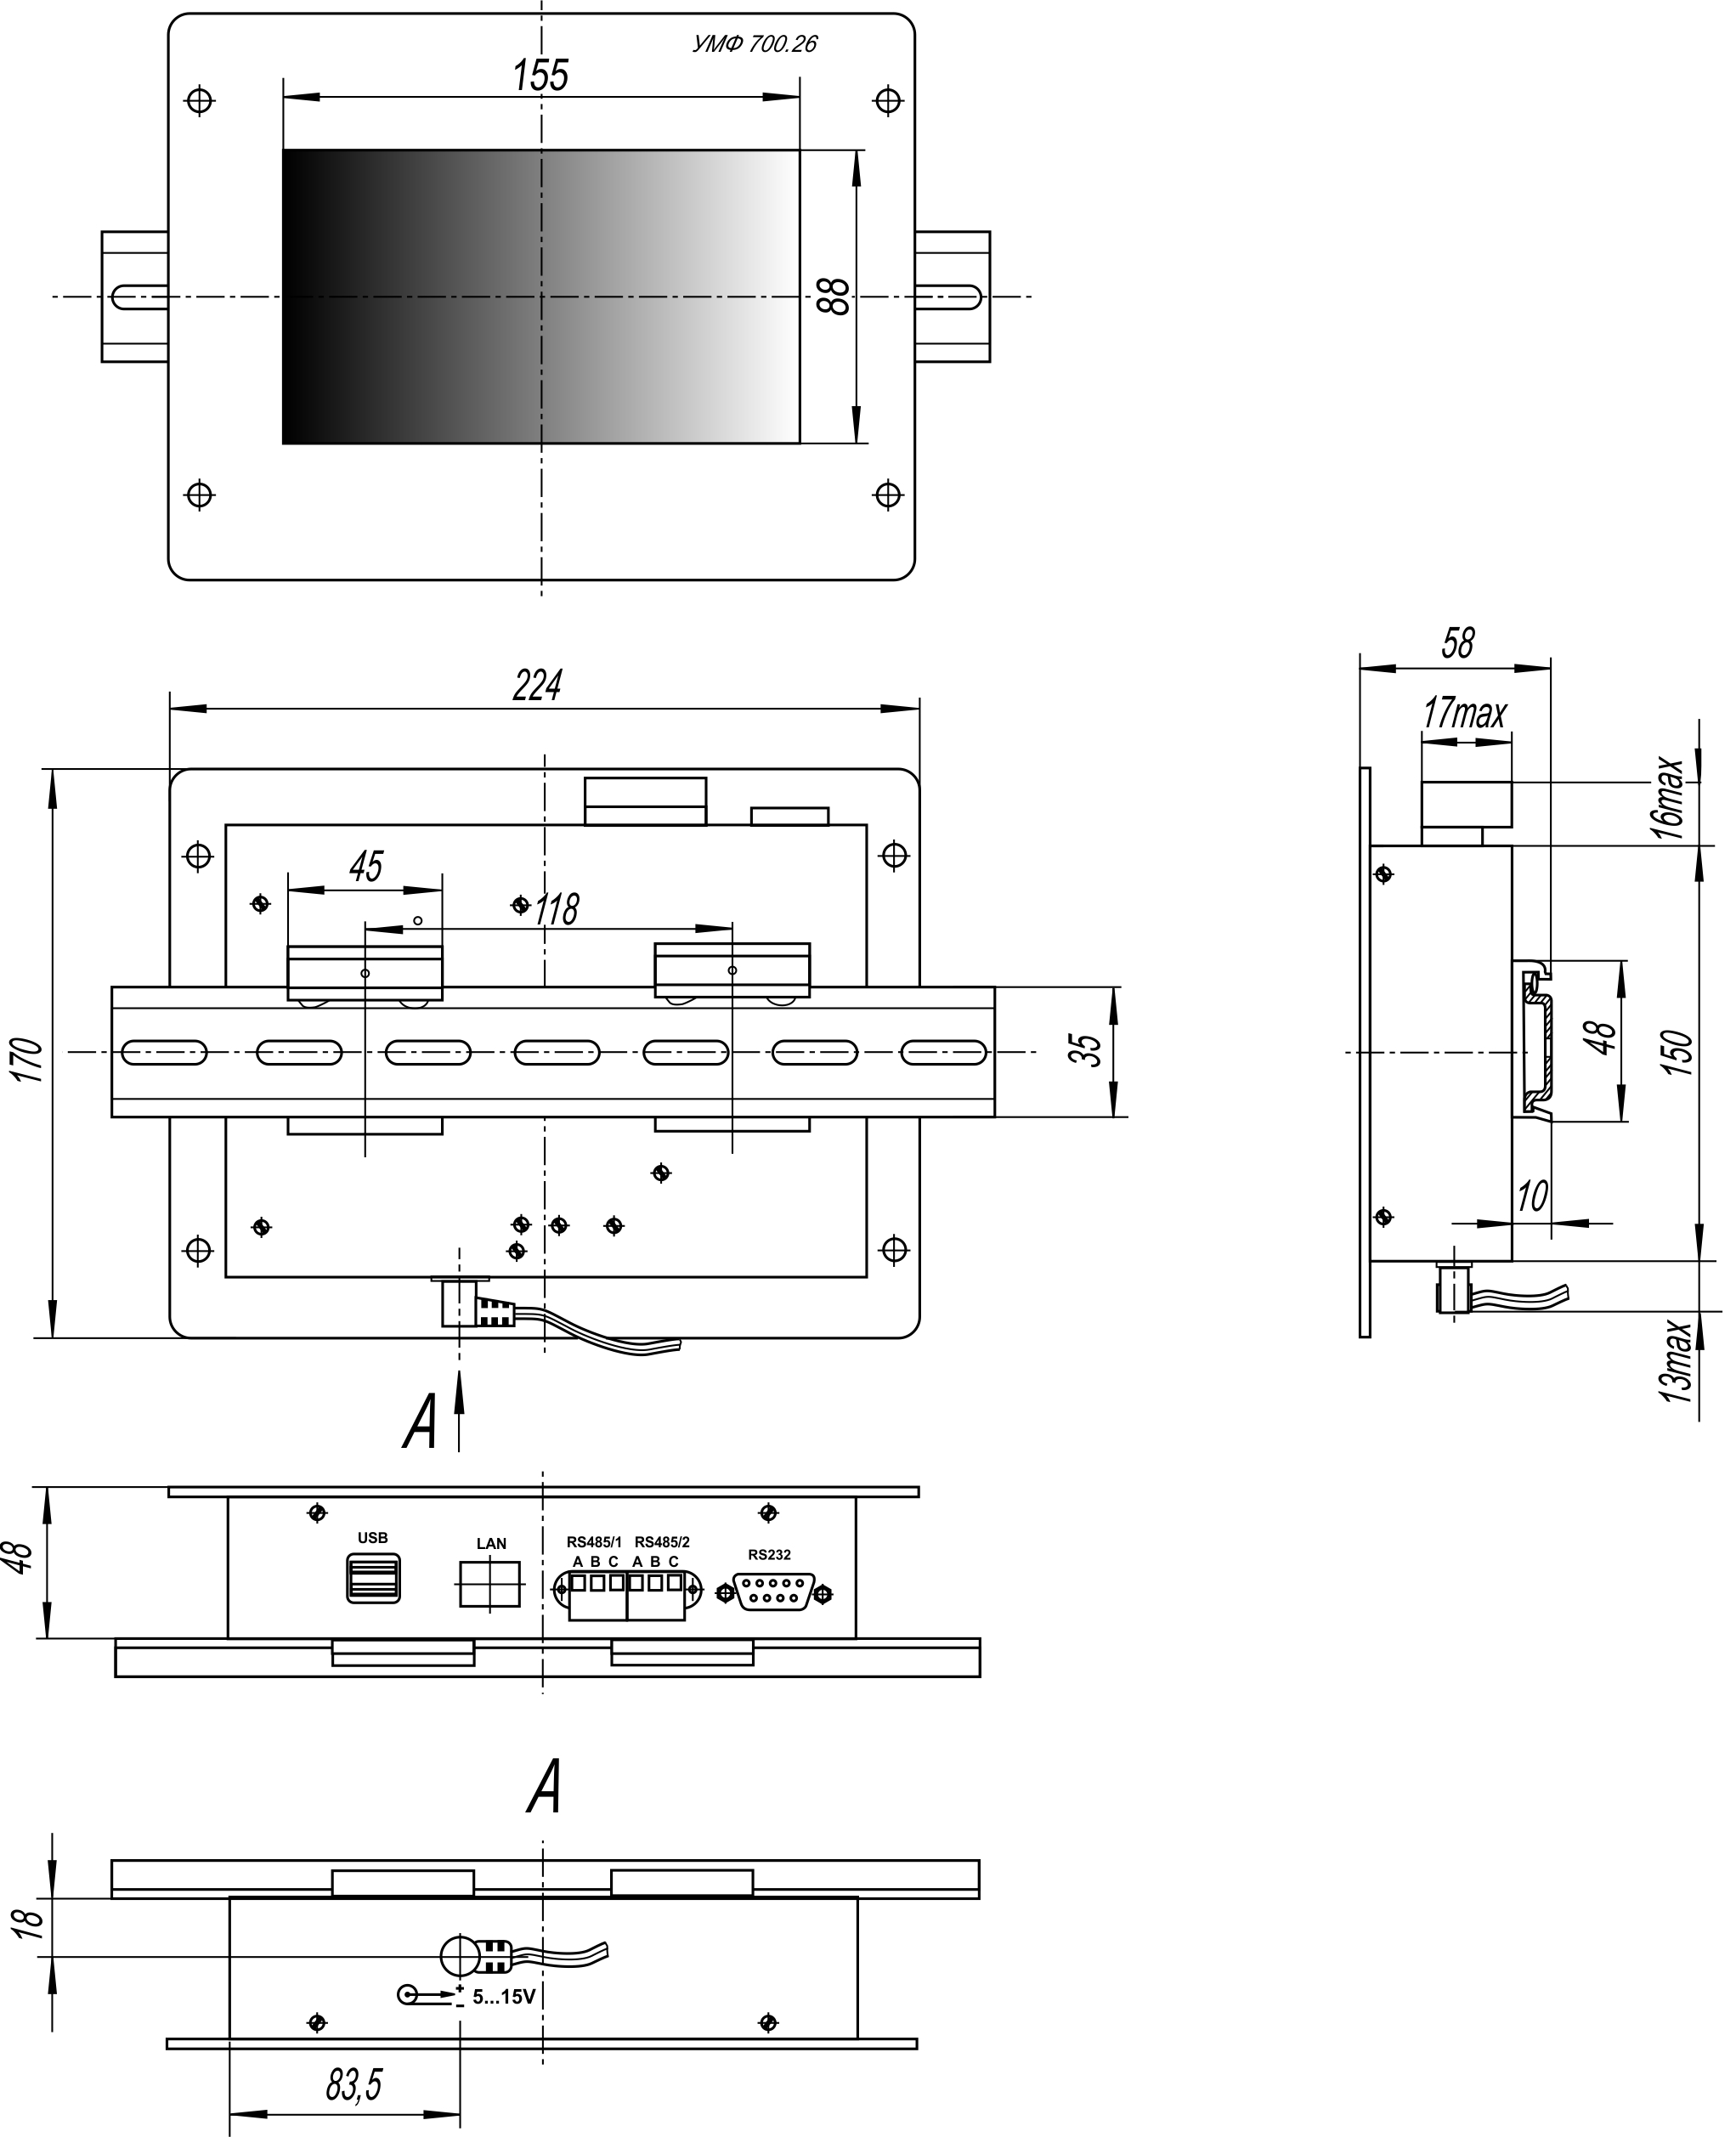 УМФ 700.26
155
88
58
224
17max
16max
45
118
170
35
48
150
10
13max
A
48
USB
LAN
RS485/1 RS485/2
A B C A B C
RS232
A
18
+
− 5...15V
83,5